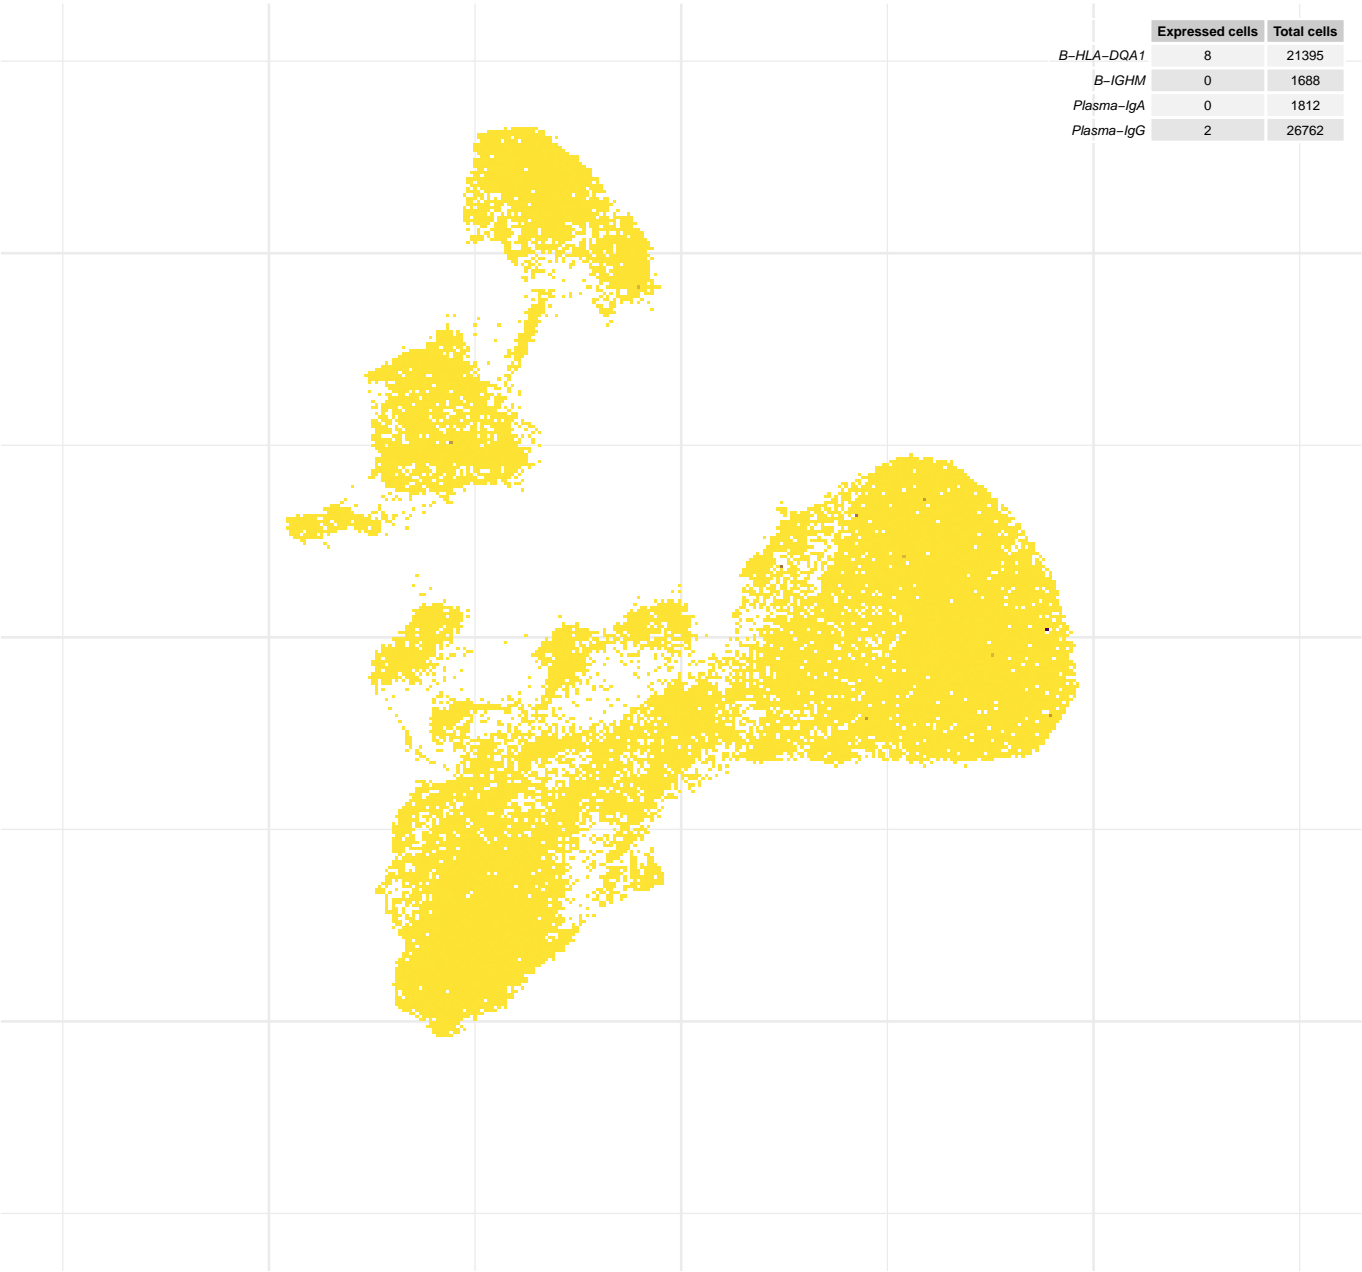 Expressed cells Total cells
B−HLA−DQA1 8 21395
B−IGHM 0 1688
Plasma−IgA 0 1812
Plasma−IgG 2 26762